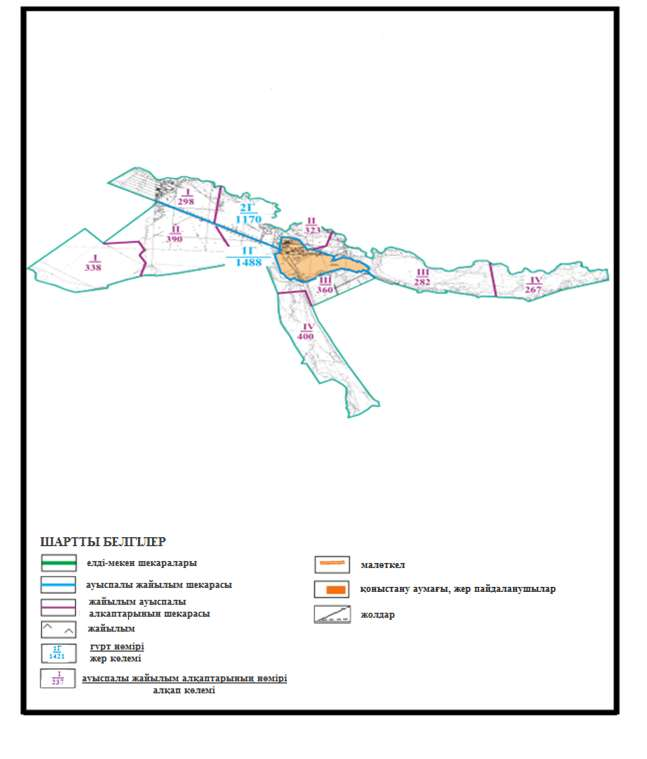 I
298
2Г
1170
II
323
II
390
I
338
1Г
1488
III
360
III
282
IV
267
IV
400
ШАРТТЫ БЕЛГІЛЕР
елді-мекен шекаралары
ауыспалы жайылым шекарасы
жайылым ауыспалы
алқаптарынын шекарасы
жайылым
гурт нөмірі
жер көлемі
ауыспалы жайылым алқаптарының нөмірі
алқап көлемі
1421
I
237
малөткел
қоныстану аумағы, жер пайдаланушылар
жолдар